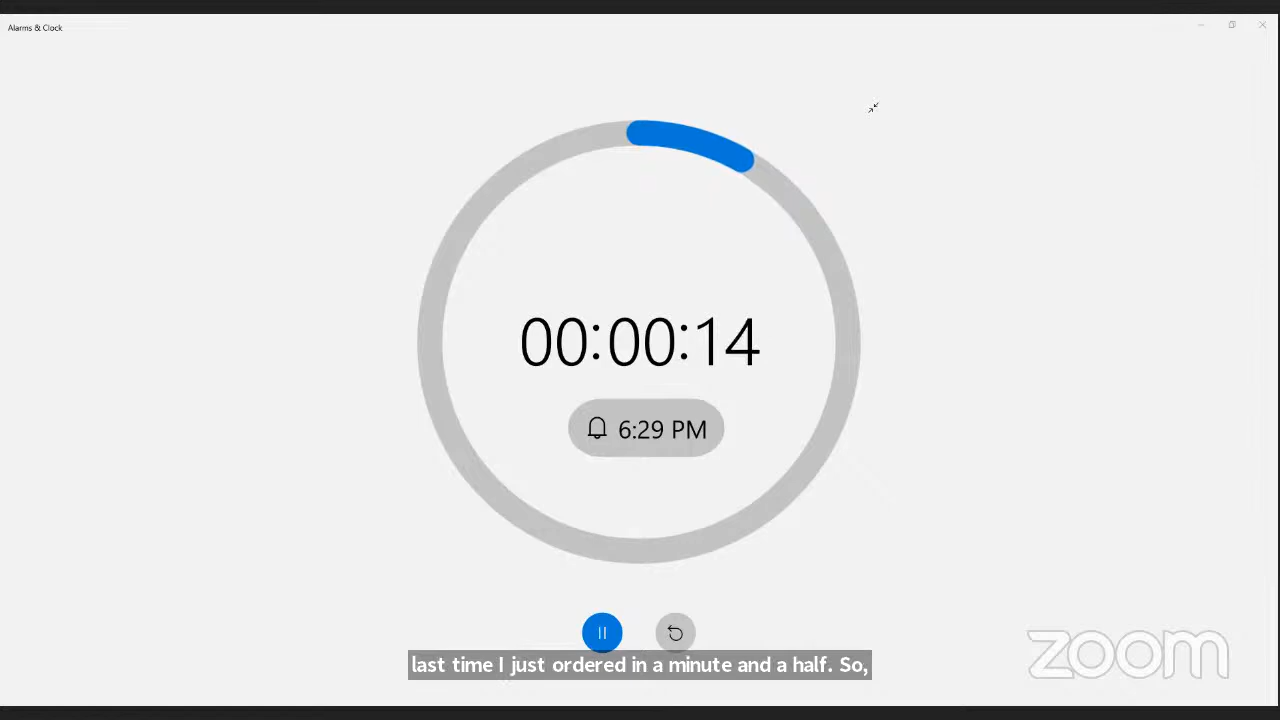 Alarms & Clock
00:00:14
6:29 PM
last time I just ordered in a minute and a half. So,
zoom